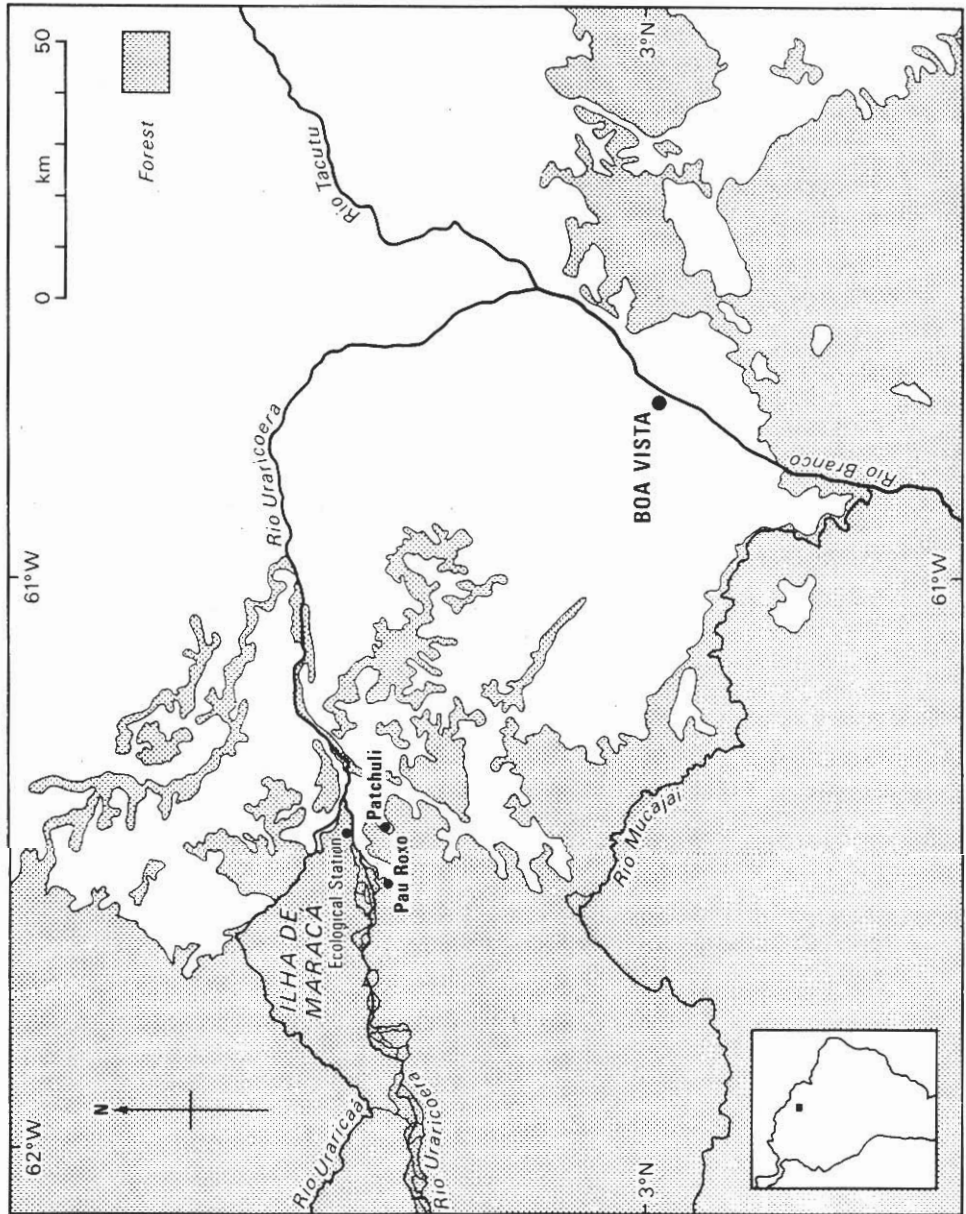 62°W
61°W
0 km 50
Forest
N
Rio Uraricaá
ILHA DE
MARACÁ
Ecological Station
Rio Uraricoera
Rio Tacutu
Rio Uraricoera
Pau Roxo
Patchuli
3°N
3°N
BOA VISTA
Rio Mucajaí
Rio Branco
61°W